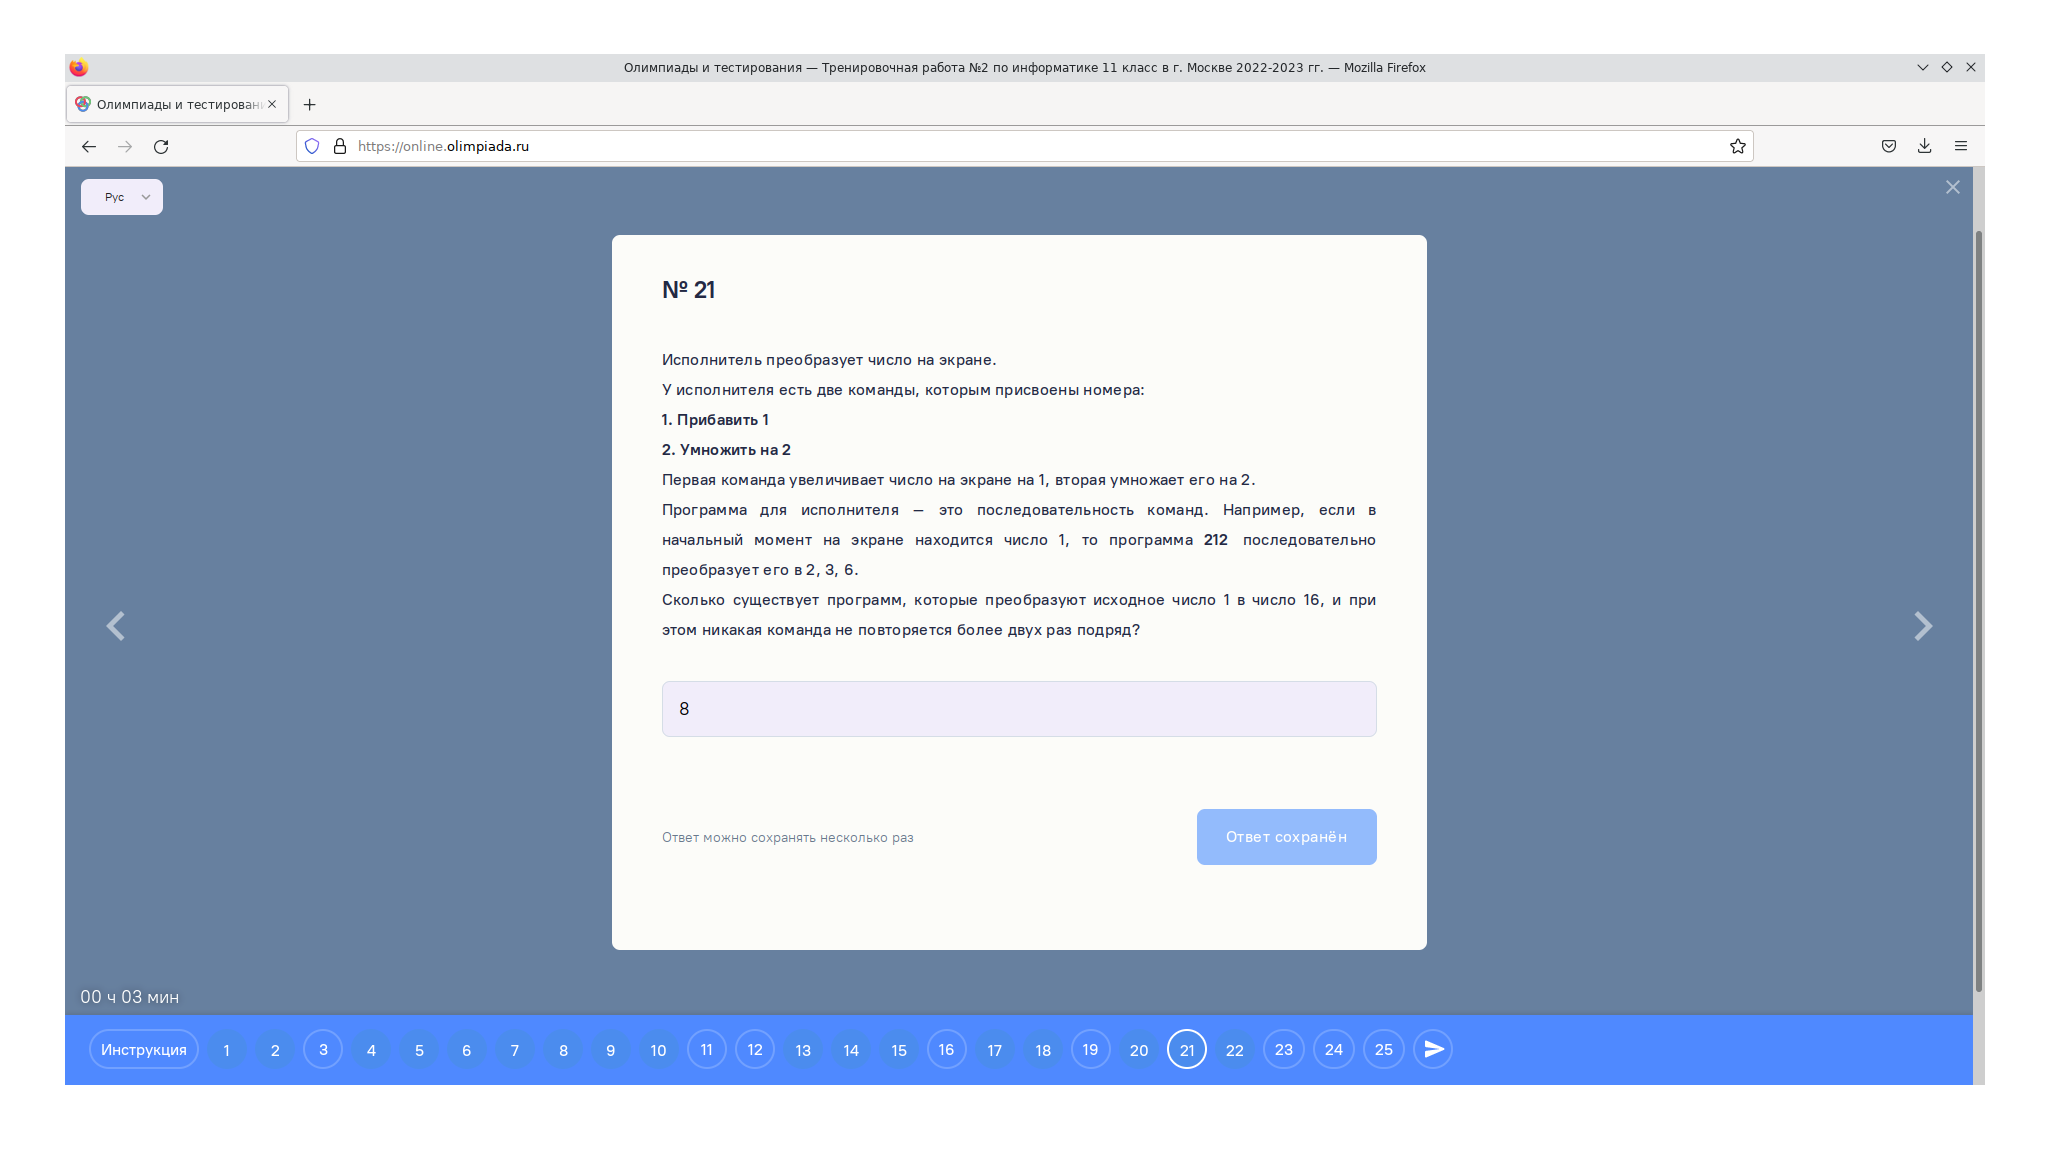 Олимпиады и тестирования — Тренировочная работа №2 по информатике 11 класс в г. Москве 2022-2023 гг. — Mozilla Firefox
Олимпиады и тестирован
https://online.olimpiada.ru
Рус
№ 21
Исполнитель преобразует число на экране.
У исполнителя есть две команды, которым присвоены номера:
1. Прибавить 1
2. Умножить на 2
Первая команда увеличивает число на экране на 1, вторая умножает его на 2.
Программа для исполнителя — это последовательность команд. Например, если в
начальный момент на экране находится число 1, то программа 212 последовательно
преобразует его в 2, 3, 6.
Сколько существует программ, которые преобразуют исходное число 1 в число 16, и при
этом никакая команда не повторяется более двух раз подряд?
8
Ответ можно сохранять несколько раз
Ответ сохранён
00 ч 03 мин
Инструкция 1 2 3 4 5 6 7 8 9 10 11 12 13 14 15 16 17 18 19 20 21 22 23 24 25